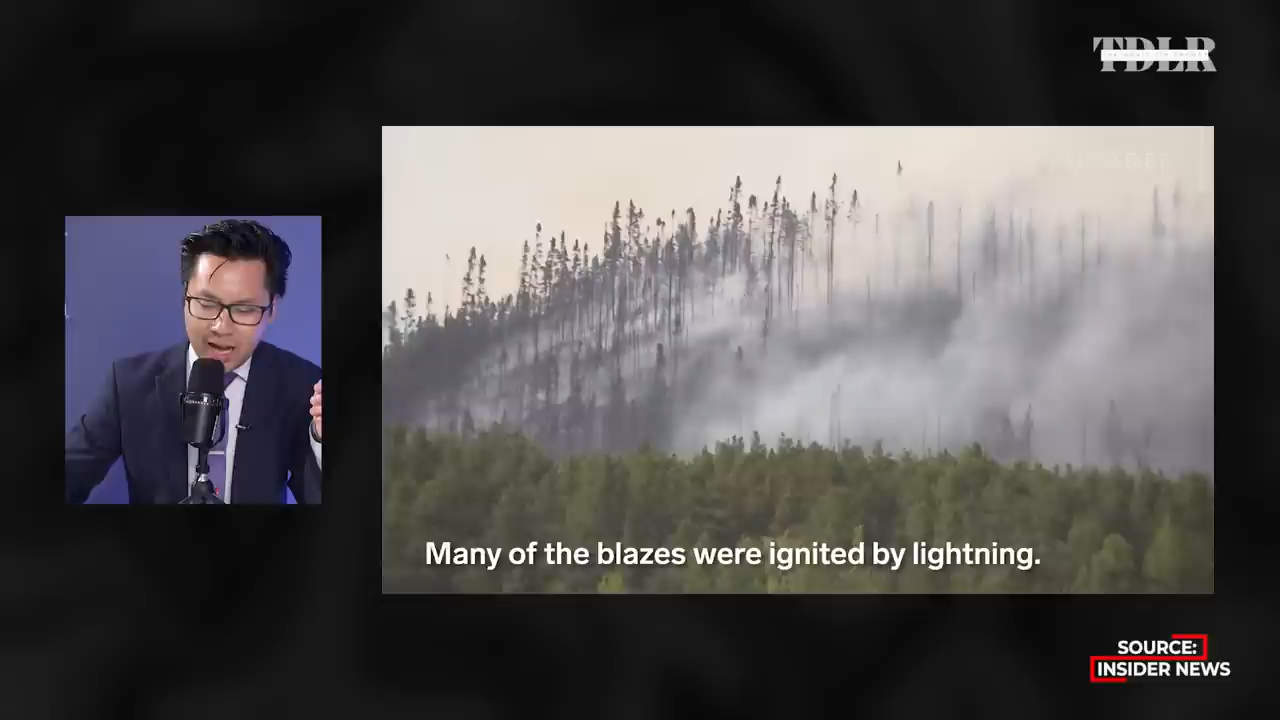 TDLR
Many of the blazes were ignited by lightning.
SOURCE:
INSIDER NEWS